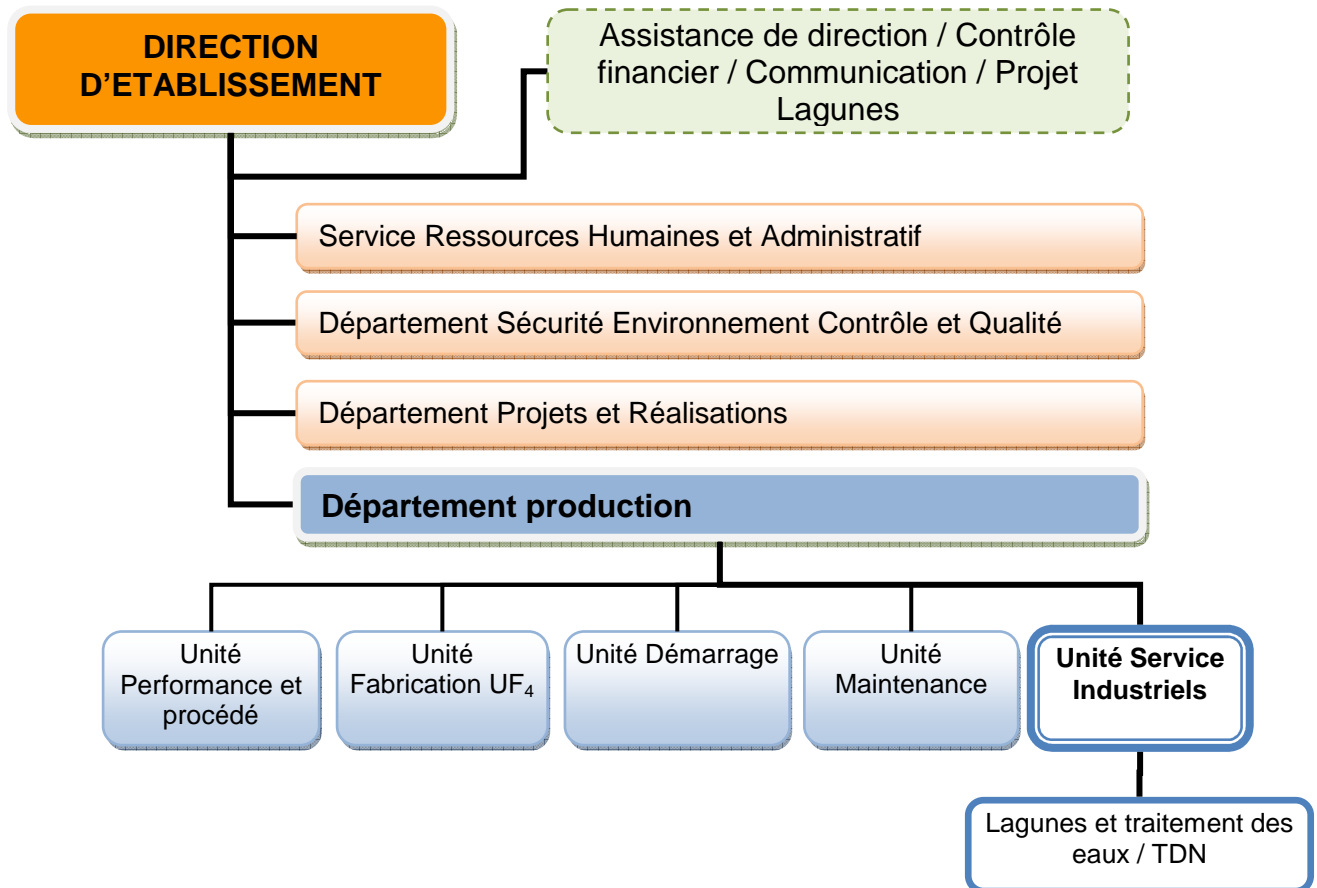 DIRECTION
D'ETABLISSEMENT
Assistance de direction / Contrôle
financier / Communication / Projet
Lagunes
Service Ressources Humaines et Administratif
Département Sécurité Environnement Contrôle et Qualité
Département Projets et Réalisations
Département production
Unité
Performance et
procédé
Unité
Fabrication UF₄
Unité Démarrage
Unité
Maintenance
Unité Service
Industriels
Lagunes et traitement des
eaux / TDN